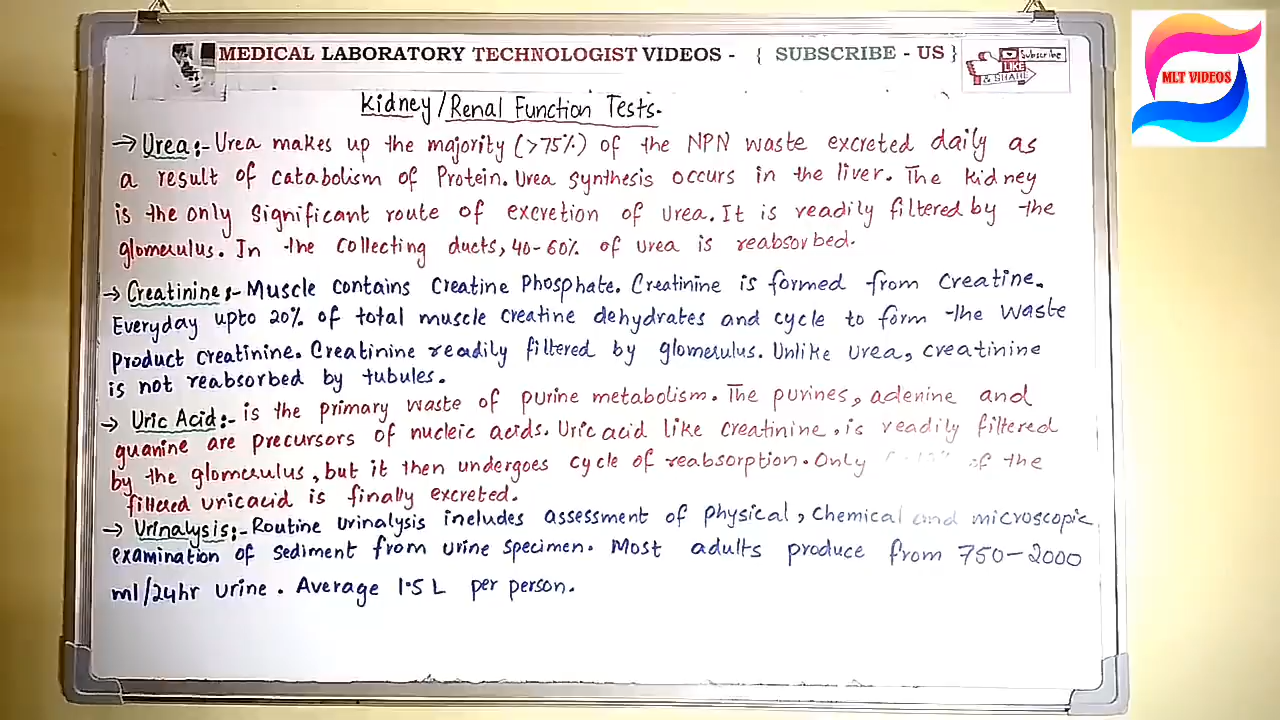 MEDICAL LABORATORY TECHNOLOGIST VIDEOS - { SUBSCRIBE - US }
Subscribe
LIKE
& SHARE
MLT VIDEOS
Kidney/Renal Function Tests.
→ Urea:- Urea makes up the majority (>75%) of the NPN waste excreted daily as
a result of catabolism of Protein. Urea synthesis occurs in the liver. The kidney
is the only significant route of excretion of urea. It is readily filtered by the
glomerulus. In the collecting ducts, 40-60% of urea is reabsorbed.
→ Creatinine:- Muscle contains Creatine Phosphate. Creatinine is formed from creatine.
Everyday upto 20% of total muscle creatine dehydrates and cycle to form the waste
Product creatinine. Creatinine readily filtered by glomerulus. Unlike urea, creatinine
is not reabsorbed by tubules.
→ Uric Acid:- is the primary waste of purine metabolism. The purines, adenine and
guanine are precursors of nucleic acids. Uric acid like creatinine, is readily filtered
by the glomerulus, but it then undergoes cycle of reabsorption. Only of the
filtered uric acid is finally excreted.
→ Urinalysis:- Routine urinalysis includes assessment of physical, chemical and microscopic
examination of sediment from urine specimen. Most adults produce from 750-2000
ml/24hr urine. Average 1.5 L per person.